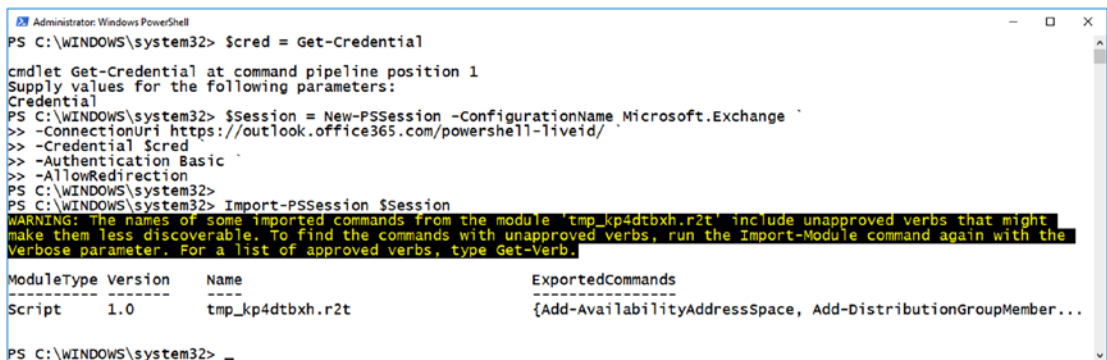 Administrator: Windows PowerShell
PS C:\WINDOWS\system32> $cred = Get-Credential
cmdlet Get-Credential at command pipeline position 1
Supply values for the following parameters:
Credential
PS C:\WINDOWS\system32> $Session = New-PSSession -ConfigurationName Microsoft.Exchange `
>> -ConnectionUri https://outlook.office365.com/powershell-liveid/ `
>> -Credential $cred `
>> -Authentication Basic `
>> -AllowRedirection
PS C:\WINDOWS\system32>
PS C:\WINDOWS\system32> Import-PSSession $Session
WARNING: The names of some imported commands from the module 'tmp_kp4dtbxh.r2t' include unapproved verbs that might
make them less discoverable. To find the commands with unapproved verbs, run the Import-Module command again with the
Verbose parameter. For a list of approved verbs, type Get-Verb.
ModuleType Version Name ExportedCommands
---------- ------- ---- ----------------
Script 1.0 tmp_kp4dtbxh.r2t {Add-AvailabilityAddressSpace, Add-DistributionGroupMember...
PS C:\WINDOWS\system32> _